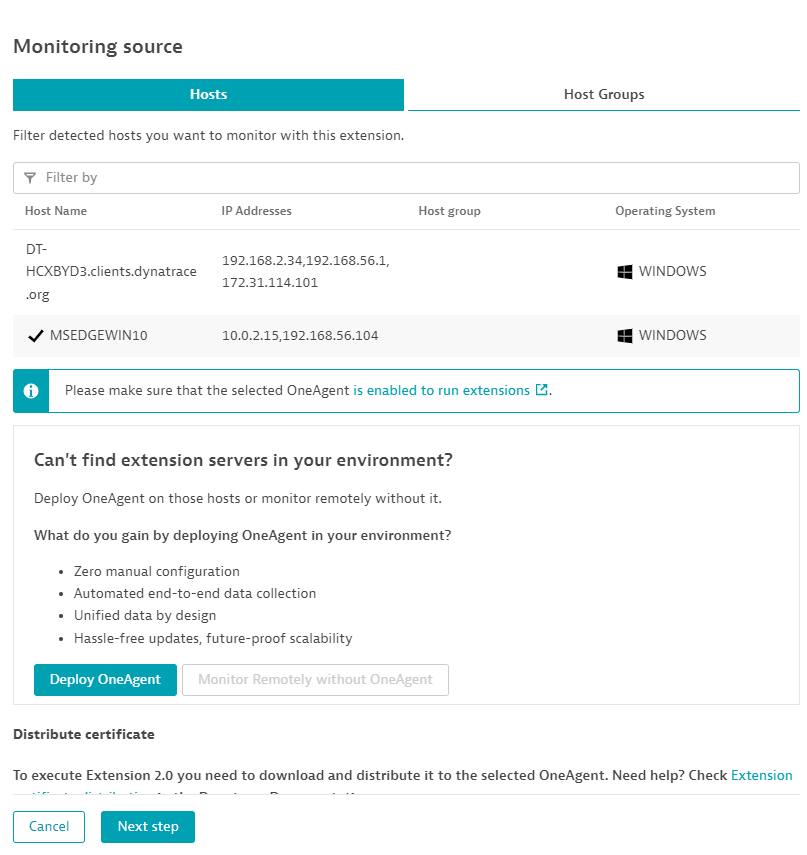 Monitoring source
Hosts
Host Groups
Filter detected hosts you want to monitor with this extension.
Filter by
Host Name IP Addresses Host group Operating System
DT-
HCXBYD3.clients.dynatrace
.org
192.168.2.34,192.168.56.1,
172.31.114.101
WINDOWS
MSEDGEWIN10 10.0.2.15,192.168.56.104 WINDOWS
Please make sure that the selected OneAgent is enabled to run extensions.
Can't find extension servers in your environment?
Deploy OneAgent on those hosts or monitor remotely without it.
What do you gain by deploying OneAgent in your environment?
• Zero manual configuration
• Automated end-to-end data collection
• Unified data by design
• Hassle-free updates, future-proof scalability
Deploy OneAgent
Monitor Remotely without OneAgent
Distribute certificate
To execute Extension 2.0 you need to download and distribute it to the selected OneAgent. Need help? Check Extension
Cancel
Next step